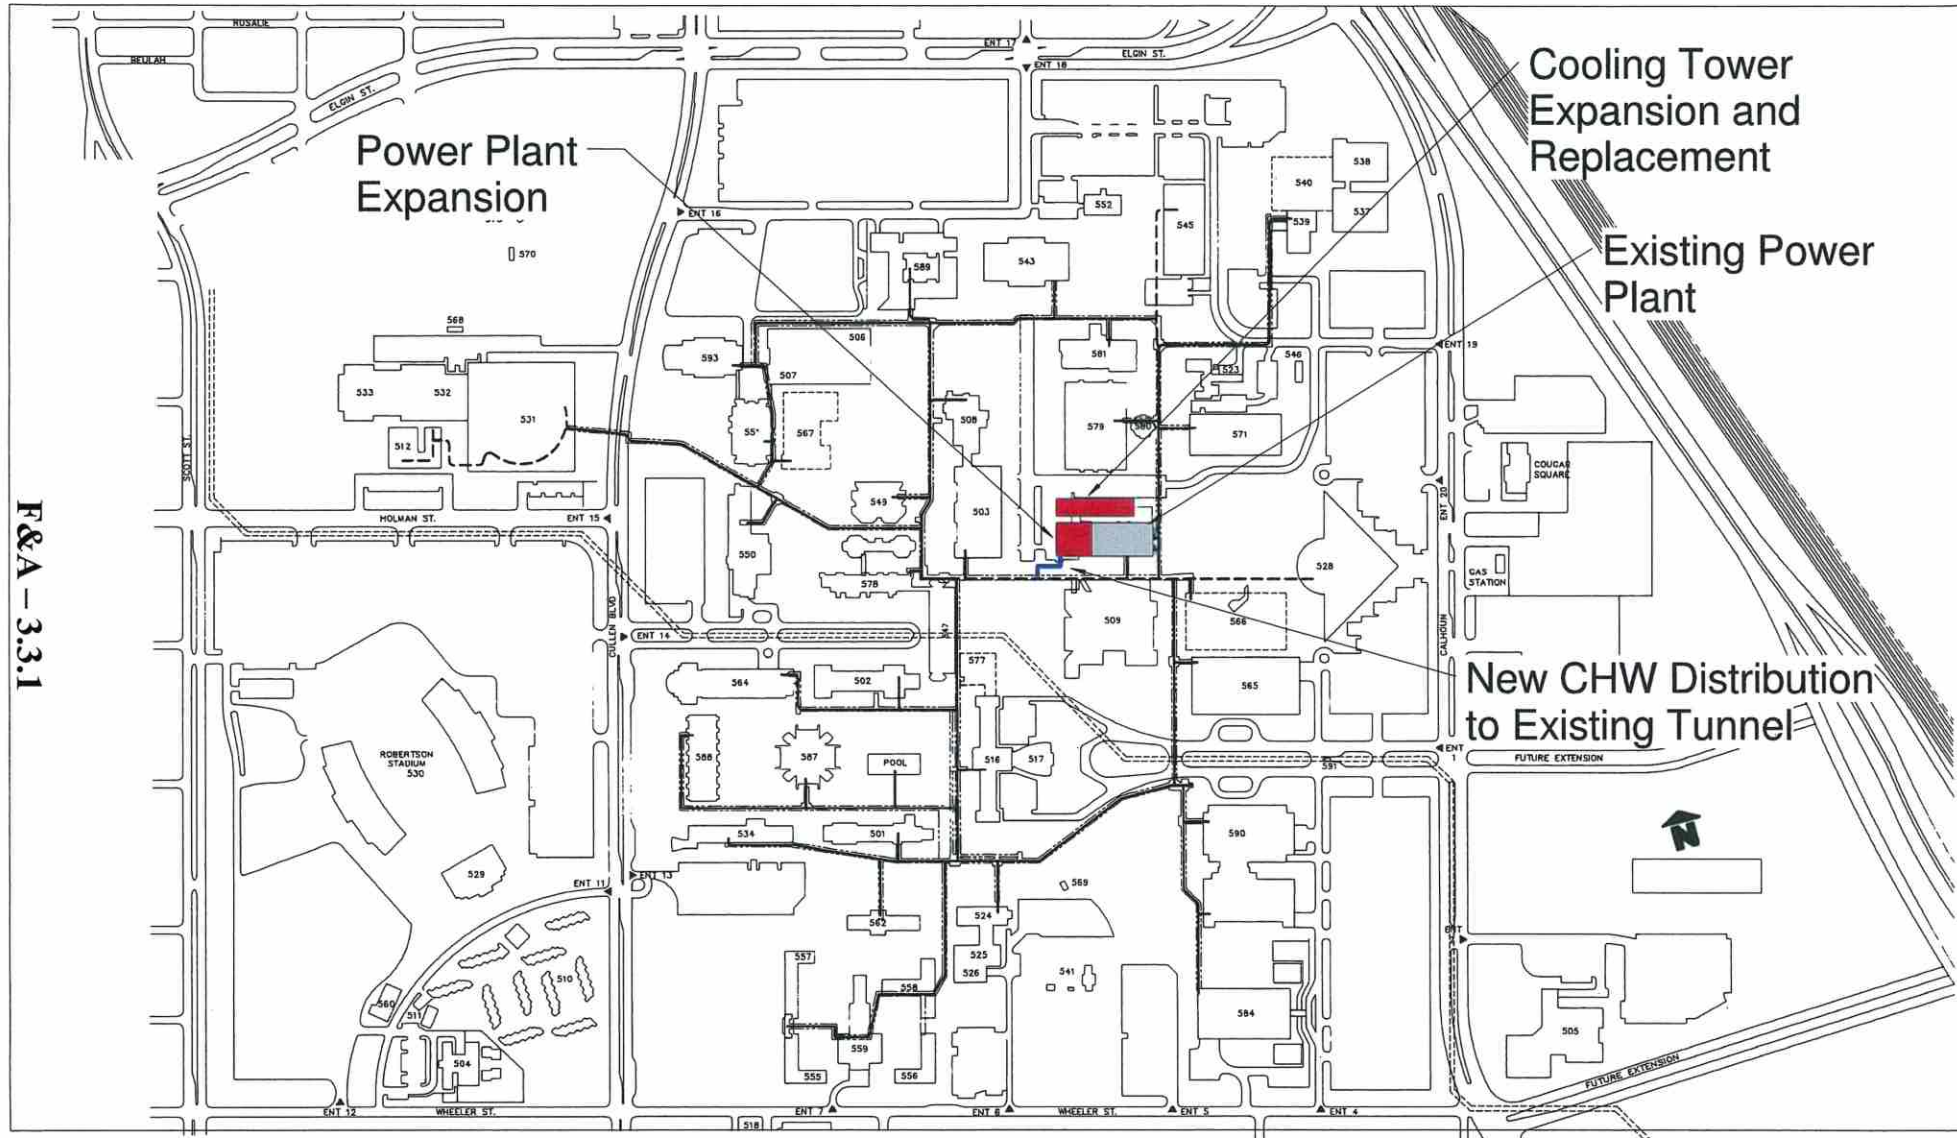 ROSALIE
BEULAH
ELGIN ST.
ENT 17
ENT 18
ELGIN ST.
Cooling Tower
Expansion and
Replacement
Power Plant
Expansion
ENT 16
552
545
538
540
537
539
570
589
543
Existing Power
Plant
568
506
593
507
581
523
546
ENT 19
533
532
531
512
551
567
508
579
580
571
COUGAR
SQUARE
SCOTT ST.
549
503
ENT 20
HOLMAN ST.
ENT 15
550
578
528
GAS
STATION
CULLEN BLVD
ENT 14
547
509
566
CALHOUN
F&A – 3.3.1
577
564
502
565
New CHW Distribution
to Existing Tunnel
ROBERTSON
STADIUM
530
588
587
POOL
516
517
591
ENT
1
FUTURE EXTENSION
N
534
501
590
529
ENT 11
ENT 13
569
562
524
525
526
557
541
510
558
560
511
584
505
504
559
555
556
FUTURE EXTENSION
ENT 12
WHEELER ST.
ENT 7
ENT 6
WHEELER ST.
ENT 5
ENT 4
518